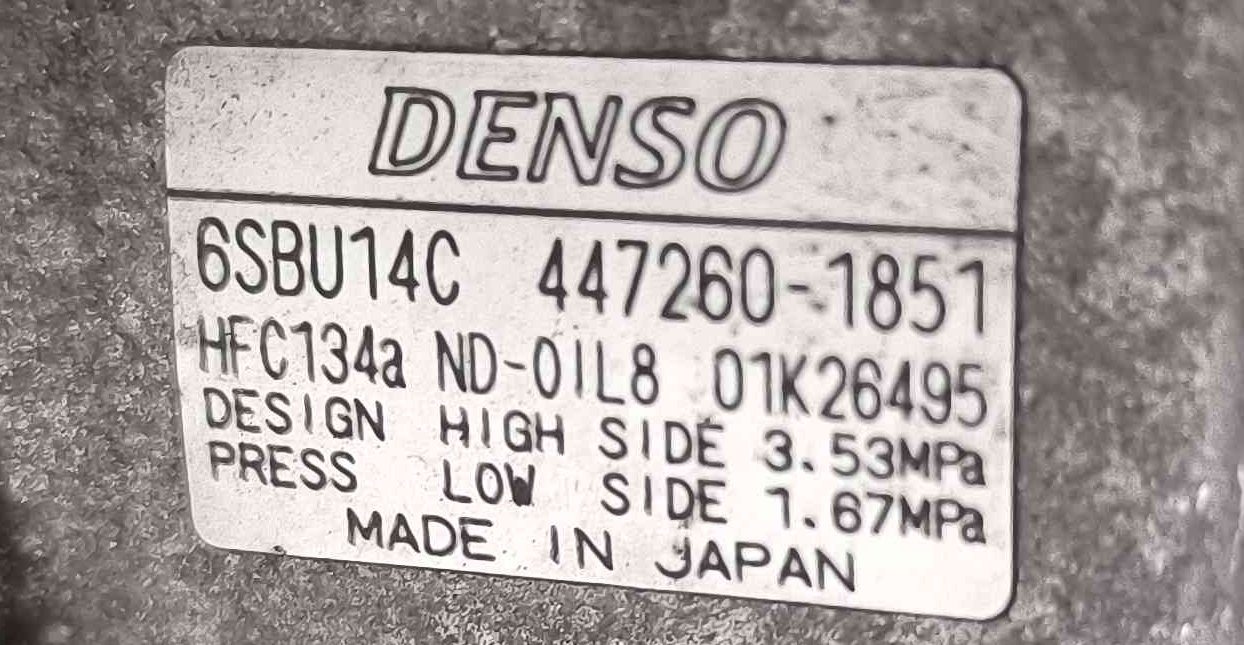 DENSO
6SBU14C 447260-1851
HFC134a ND-OIL8 01K26495
DESIGN HIGH SIDE 3.53MPa
PRESS LOW SIDE 1.67MPa
MADE IN JAPAN